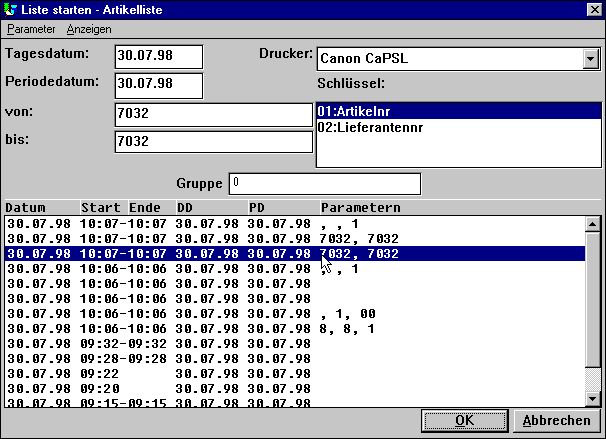 Liste starten - Artikelliste
Parameter Anzeigen
Tagesdatum: 30.07.98 Drucker: Canon CaPSL
Periodedatum: 30.07.98 Schlüssel:
von: 7032 01:Artikelnr
02:Lieferantennr
bis: 7032
Gruppe 0
Datum Start Ende DD PD Parametern
30.07.98 10:07-10:07 30.07.98 30.07.98 , , 1
30.07.98 10:07-10:07 30.07.98 30.07.98 7032, 7032
30.07.98 10:07-10:07 30.07.98 30.07.98 7032, 7032
30.07.98 10:06-10:06 30.07.98 30.07.98 , , 1
30.07.98 10:06-10:06 30.07.98 30.07.98
30.07.98 10:06-10:06 30.07.98 30.07.98
30.07.98 10:06-10:06 30.07.98 30.07.98 , 1, 00
30.07.98 10:06-10:06 30.07.98 30.07.98 8, 8, 1
30.07.98 09:32-09:32 30.07.98 30.07.98
30.07.98 09:28-09:28 30.07.98 30.07.98
30.07.98 09:22 30.07.98 30.07.98
30.07.98 09:20 30.07.98 30.07.98
30.07.98 09:15-09:15 30.07.98 30.07.98
OK Abbrechen